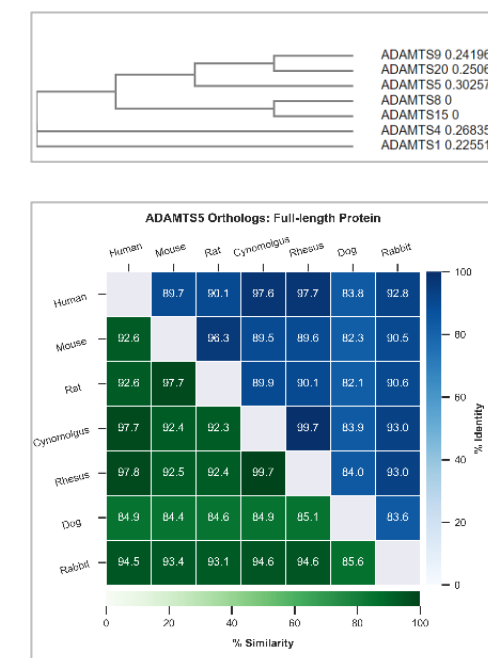 ADAMTS9 0.24196
ADAMTS20 0.2506
ADAMTS5 0.30257
ADAMTS8 0
ADAMTS15 0
ADAMTS4 0.26835
ADAMTS1 0.22551
ADAMTS5 Orthologs: Full-length Protein
Human Mouse Rat Cynomolgus Rhesus Dog Rabbit
Human 89.7 90.1 97.6 97.7 83.8 92.8
Mouse 92.6 96.3 89.5 89.6 82.3 90.5
Rat 92.6 97.7 89.9 90.1 82.1 90.6
Cynomolgus 97.7 92.4 92.3 99.7 83.9 93.0
Rhesus 97.8 92.5 92.4 99.7 84.0 93.0
Dog 84.9 84.4 84.6 84.9 85.1 83.6
Rabbit 94.5 93.4 93.1 94.6 94.6 85.6
100
80
60
40
20
0
% Identity
0 20 40 60 80 100
% Similarity